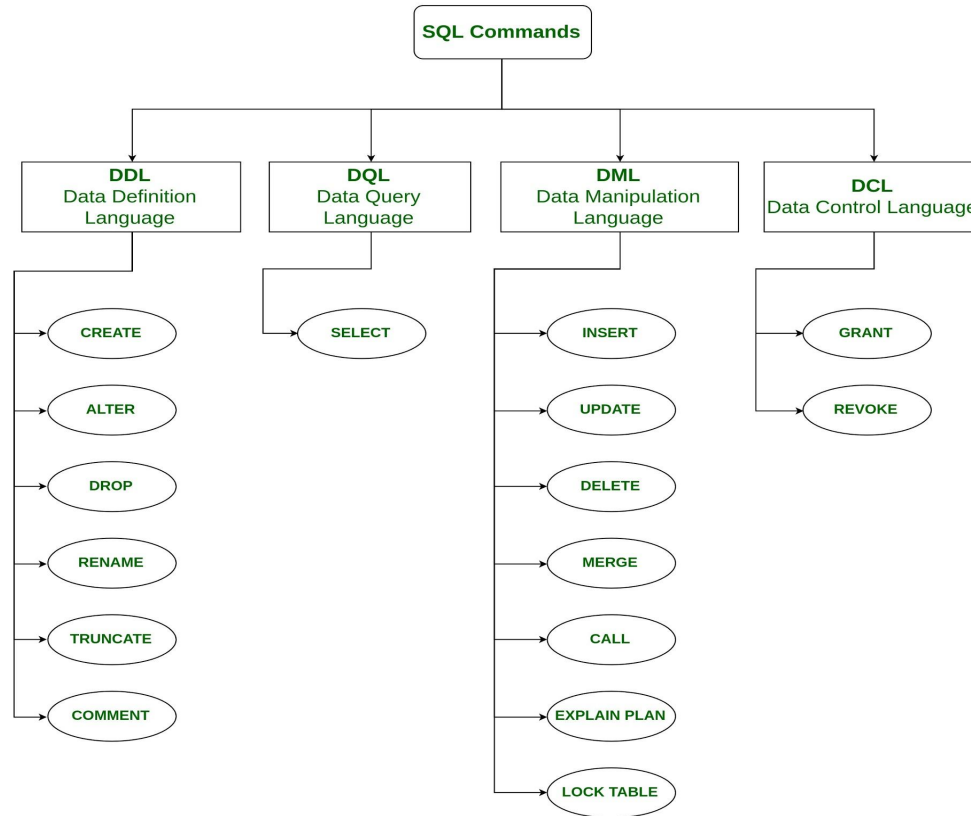 SQL Commands
DDL
Data Definition
Language
DQL
Data Query
Language
DML
Data Manipulation
Language
DCL
Data Control Language
CREATE
ALTER
DROP
RENAME
TRUNCATE
COMMENT
SELECT
INSERT
UPDATE
DELETE
MERGE
CALL
EXPLAIN PLAN
LOCK TABLE
GRANT
REVOKE